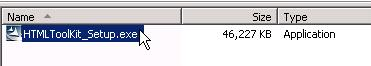 Name Size Type
HTMLToolKit_Setup.exe 46,227 KB Application